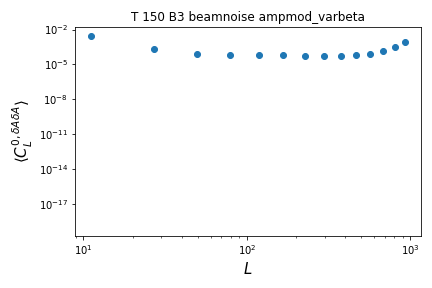 T 150 B3 beamnoise ampmod_varbeta
10⁻²
10⁻⁵
10⁻⁸
10⁻¹¹
10⁻¹⁴
10⁻¹⁷
⟨C_L^{0, δAδA}⟩
10¹ 10² 10³
L